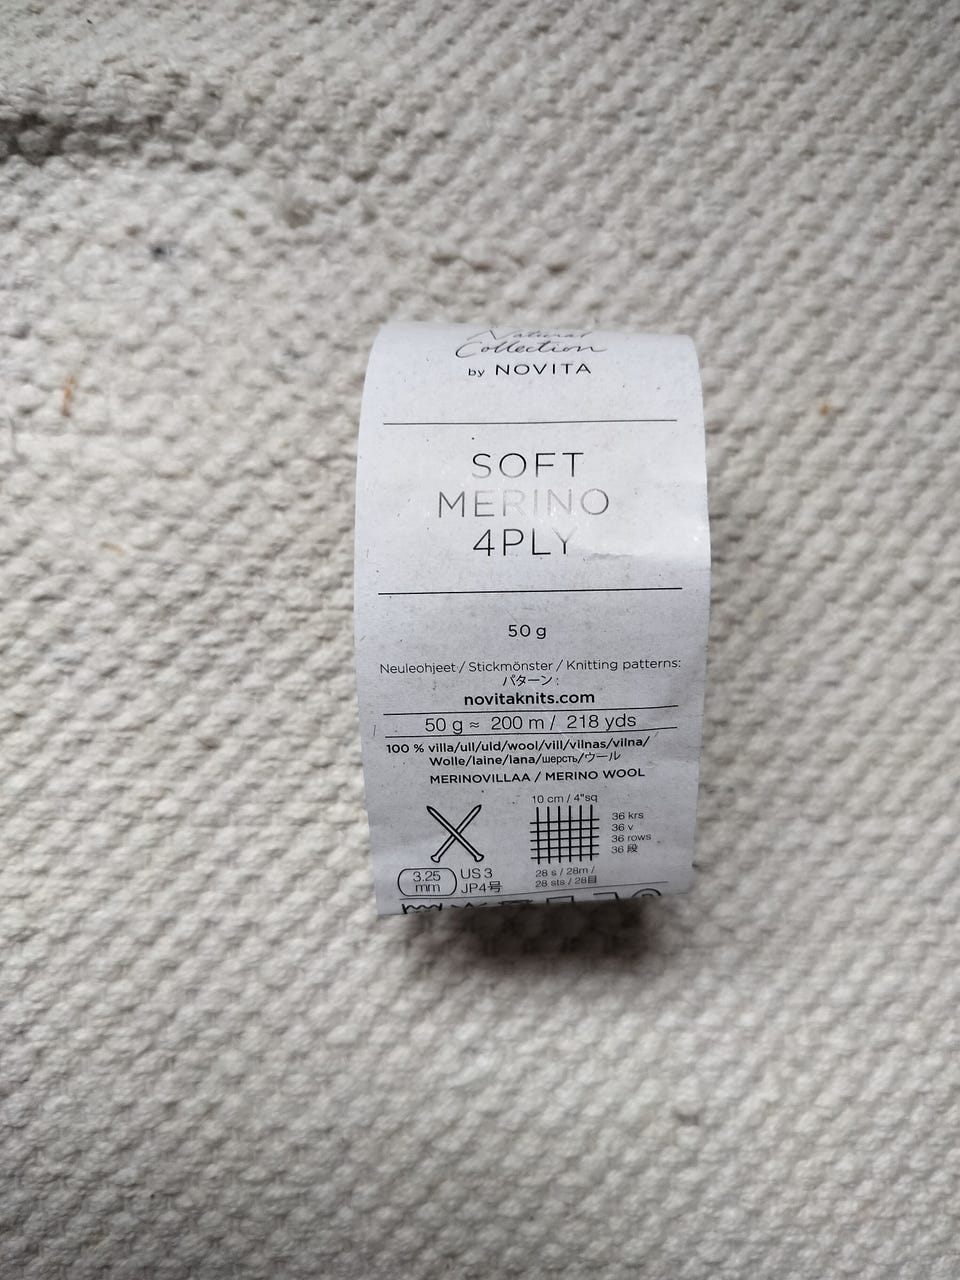 Natural
Collection
by NOVITA
SOFT
MERINO
4PLY
50 g
Neuleohjeet / Stickmönster / Knitting patterns:
パターン:
novitaknits.com
50 g ≈ 200 m / 218 yds
100 % villa/ull/uld/wool/vill/vilnas/vilna/
Wolle/laine/lana/шерсть/ウール
MERINOVILLAA / MERINO WOOL
10 cm / 4"sq
36 krs
36 v
36 rows
36 段
3.25
mm
US 3
JP4号
28 s / 28m /
28 sts / 28目